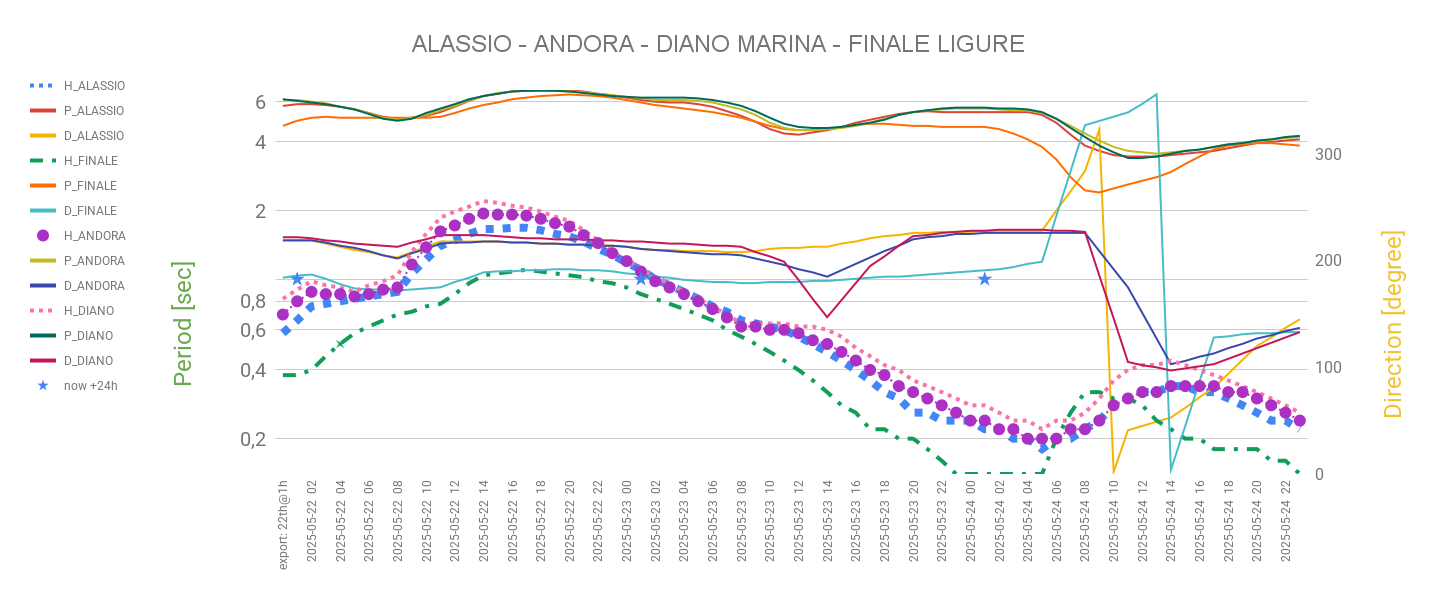 ALASSIO - ANDORA - DIANO MARINA - FINALE LIGURE
H_ALASSIO
P_ALASSIO
D_ALASSIO
H_FINALE
P_FINALE
D_FINALE
H_ANDORA
P_ANDORA
D_ANDORA
H_DIANO
P_DIANO
D_DIANO
now +24h
Period [sec]
6
4
2
0,8
0,6
0,4
0,2
300
200
100
0
Direction [degree]
export: 22th@1h
2025-05-22 02
2025-05-22 04
2025-05-22 06
2025-05-22 08
2025-05-22 10
2025-05-22 12
2025-05-22 14
2025-05-22 16
2025-05-22 18
2025-05-22 20
2025-05-22 22
2025-05-23 00
2025-05-23 02
2025-05-23 04
2025-05-23 06
2025-05-23 08
2025-05-23 10
2025-05-23 12
2025-05-23 14
2025-05-23 16
2025-05-23 18
2025-05-23 20
2025-05-23 22
2025-05-24 00
2025-05-24 02
2025-05-24 04
2025-05-24 06
2025-05-24 08
2025-05-24 10
2025-05-24 12
2025-05-24 14
2025-05-24 16
2025-05-24 18
2025-05-24 20
2025-05-24 22